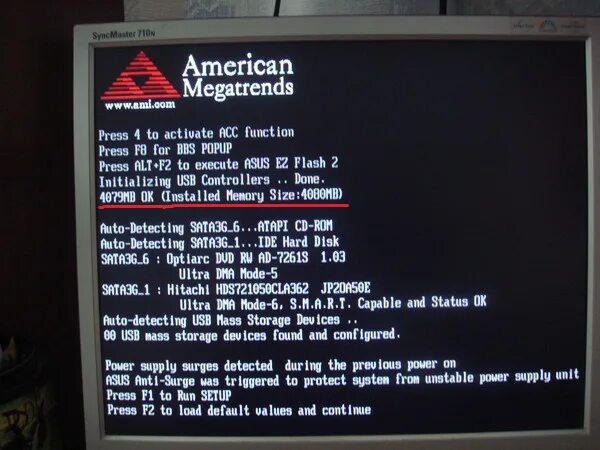 SyncMaster 710N
American
Megatrends
www.ami.com
Press 4 to activate ACC function
Press F8 for BBS POPUP
Press ALT+F2 to execute ASUS EZ Flash 2
Initializing USB Controllers .. Done.
4079MB OK (Installed Memory Size:4080MB)
Auto-Detecting SATA3G_6...ATAPI CD-ROM
Auto-Detecting SATA3G_1...IDE Hard Disk
SATA3G_6 : Optiarc DVD RW AD-7261S  1.03
Ultra DMA Mode-5
SATA3G_1 : Hitachi HDS721050CLA362  JP2OA50E
Ultra DMA Mode-6, S.M.A.R.T. Capable and Status OK
Auto-detecting USB Mass Storage Devices ..
00 USB mass storage devices found and configured.
Power supply surges detected  during the previous power on
ASUS Anti-Surge was triggered to protect system from unstable power supply unit
Press F1 to Run SETUP
Press F2 to load default values and continue